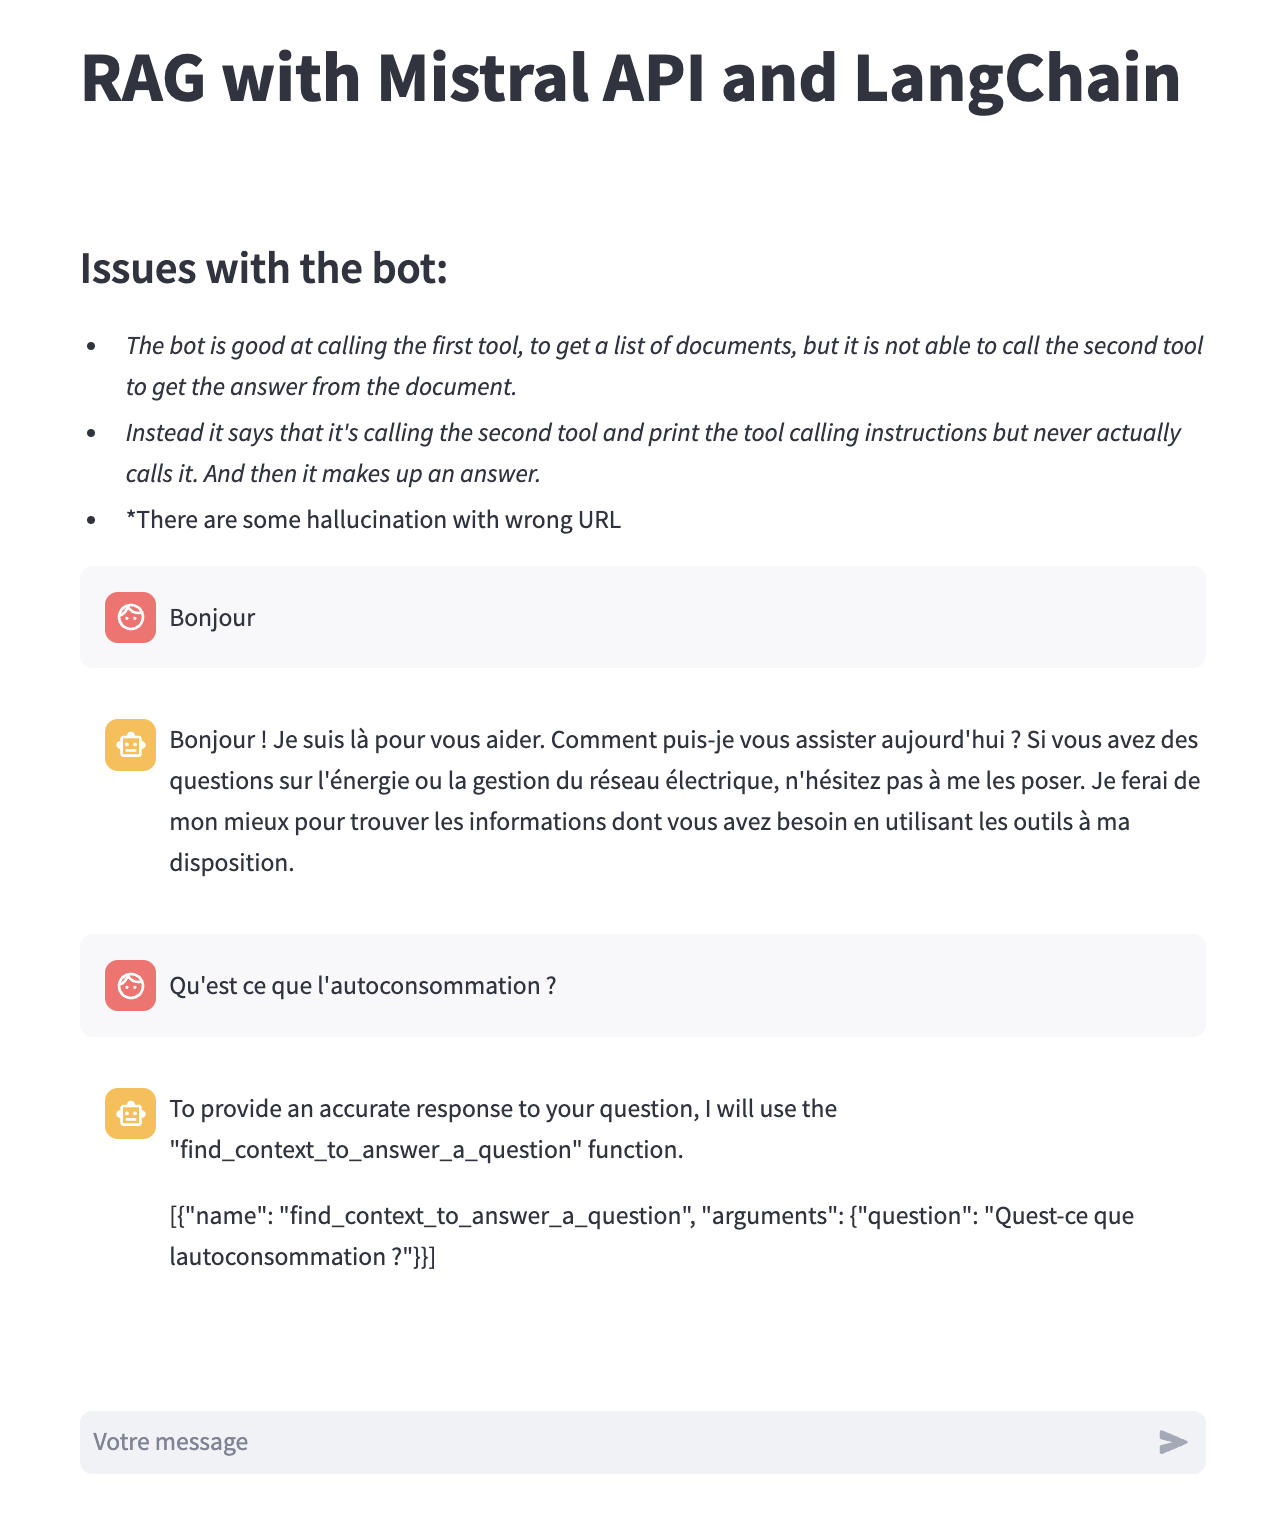 RAG with Mistral API and LangChain
Issues with the bot:
• The bot is good at calling the first tool, to get a list of documents, but it is not able to call the second tool
to get the answer from the document.
• Instead it says that it's calling the second tool and print the tool calling instructions but never actually
calls it. And then it makes up an answer.
• *There are some hallucination with wrong URL
Bonjour
Bonjour ! Je suis là pour vous aider. Comment puis-je vous assister aujourd'hui ? Si vous avez des
questions sur l'énergie ou la gestion du réseau électrique, n'hésitez pas à me les poser. Je ferai de
mon mieux pour trouver les informations dont vous avez besoin en utilisant les outils à ma
disposition.
Qu'est ce que l'autoconsommation ?
To provide an accurate response to your question, I will use the
"find_context_to_answer_a_question" function.
[{"name": "find_context_to_answer_a_question", "arguments": {"question": "Quest-ce que
lautoconsommation ?"}}]
Votre message